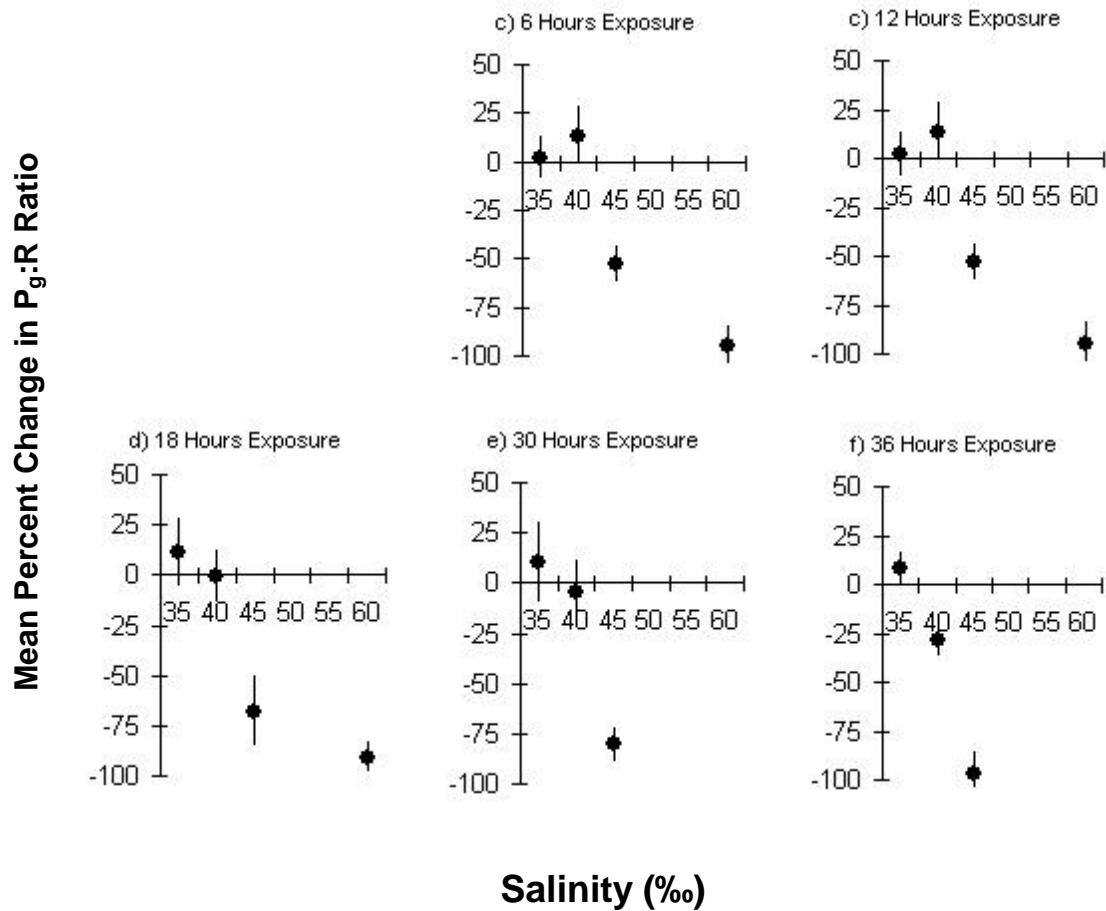 Mean Percent Change in Pg:R Ratio
c) 6 Hours Exposure
50
25
0
-25
-50
-75
-100
35 40 45 50 55 60
c) 12 Hours Exposure
50
25
0
-25
-50
-75
-100
35 40 45 50 55 60
d) 18 Hours Exposure
50
25
0
-25
-50
-75
-100
35 40 45 50 55 60
e) 30 Hours Exposure
50
25
0
-25
-50
-75
-100
35 40 45 50 55 60
f) 36 Hours Exposure
50
25
0
-25
-50
-75
-100
35 40 45 50 55 60
Salinity (‰)